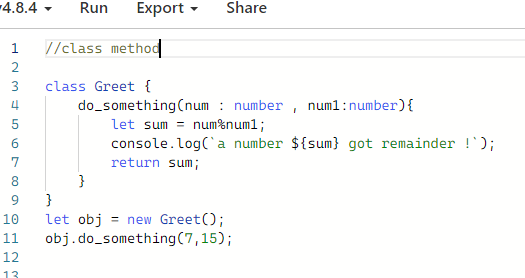 v4.8.4 Run Export Share
1 //class method
2
3 class Greet {
4 do_something(num : number , num1:number){
5 let sum = num%num1;
6 console.log(`a number ${sum} got remainder !`);
7 return sum;
8 }
9 }
10 let obj = new Greet();
11 obj.do_something(7,15);
12
13